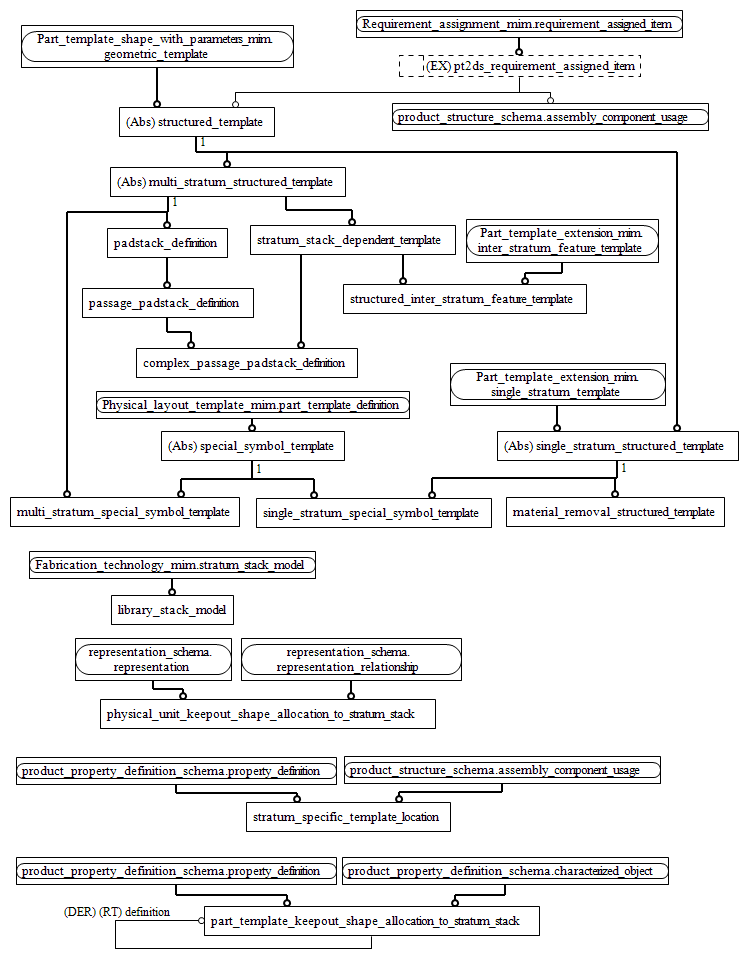 Requirement_assignment_mim.requirement_assigned_item
Part_template_shape_with_parameters_mim.
geometric_template
(EX) pt2ds_requirement_assigned_item
product_structure_schema.assembly_component_usage
(Abs) structured_template
1
(Abs) multi_stratum_structured_template
1
padstack_definition
stratum_stack_dependent_template
Part_template_extension_mim.
inter_stratum_feature_template
passage_padstack_definition
structured_inter_stratum_feature_template
complex_passage_padstack_definition
Part_template_extension_mim.
single_stratum_template
Physical_layout_template_mim.part_template_definition
(Abs) special_symbol_template
(Abs) single_stratum_structured_template
1
1
multi_stratum_special_symbol_template
single_stratum_special_symbol_template
material_removal_structured_template
Fabrication_technology_mim.stratum_stack_model
library_stack_model
representation_schema.
representation
representation_schema.
representation_relationship
physical_unit_keepout_shape_allocation_to_stratum_stack
product_property_definition_schema.property_definition
product_structure_schema.assembly_component_usage
stratum_specific_template_location
product_property_definition_schema.property_definition
product_property_definition_schema.characterized_object
(DER) (RT) definition
part_template_keepout_shape_allocation_to_stratum_stack